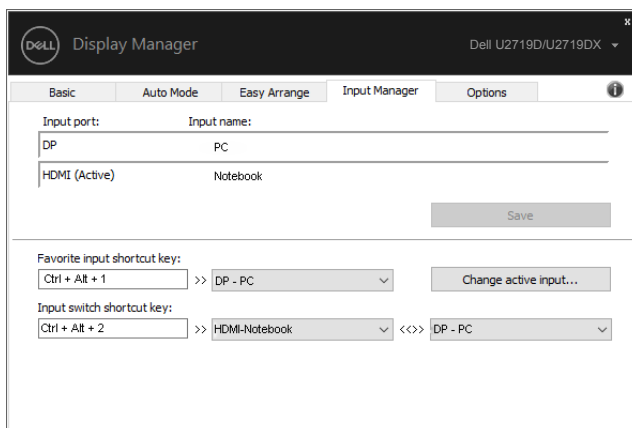 x
DELL Display Manager Dell U2719D/U2719DX
Basic Auto Mode Easy Arrange Input Manager Options i
Input port: Input name:
DP PC
HDMI (Active) Notebook
Save
Favorite input shortcut key:
Ctrl + Alt + 1 >> DP - PC Change active input...
Input switch shortcut key:
Ctrl + Alt + 2 >> HDMI-Notebook <<>> DP - PC